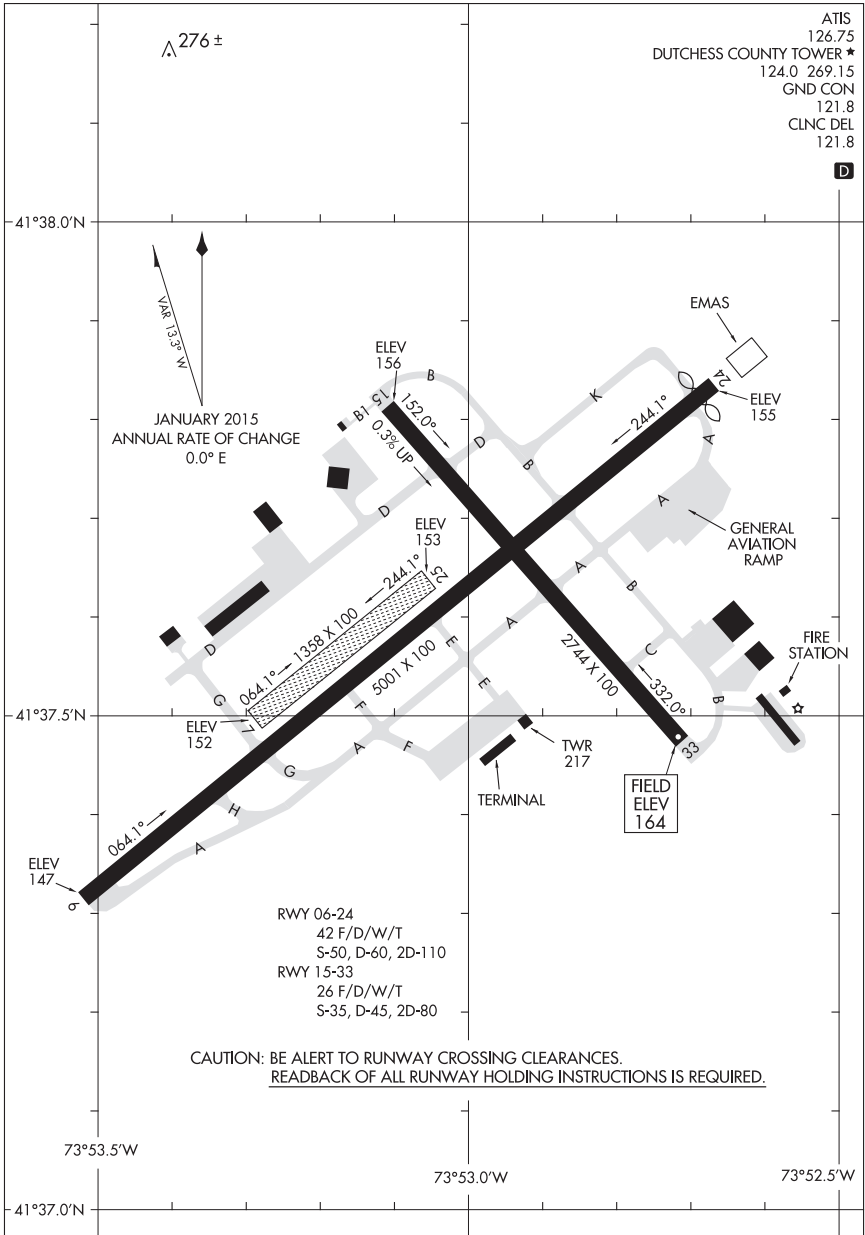 ATIS
126.75
DUTCHESS COUNTY TOWER ★
124.0 269.15
GND CON
121.8
CLNC DEL
121.8
D
276 ±
41°38.0'N
VAR 13.3° W
JANUARY 2015
ANNUAL RATE OF CHANGE
0.0° E
EMAS
ELEV
156
B
15
B1
152.0°
0.3% UP
D
B
K
244.1°
24
ELEV
155
A
D
A
GENERAL
AVIATION
RAMP
ELEV
153
25
244.1°
1358 X 100
064.1°
A
B
A
E
E
5001 X 100
2744 X 100
C
332.0°
B
FIRE
STATION
D
G
41°37.5'N
ELEV
152
7
F
F
A
G
H
A
TWR
217
TERMINAL
33
FIELD
ELEV
164
064.1°
ELEV
147
6
RWY 06-24
42 F/D/W/T
S-50, D-60, 2D-110
RWY 15-33
26 F/D/W/T
S-35, D-45, 2D-80
CAUTION: BE ALERT TO RUNWAY CROSSING CLEARANCES.
READBACK OF ALL RUNWAY HOLDING INSTRUCTIONS IS REQUIRED.
73°53.5'W
73°53.0'W
73°52.5'W
41°37.0'N